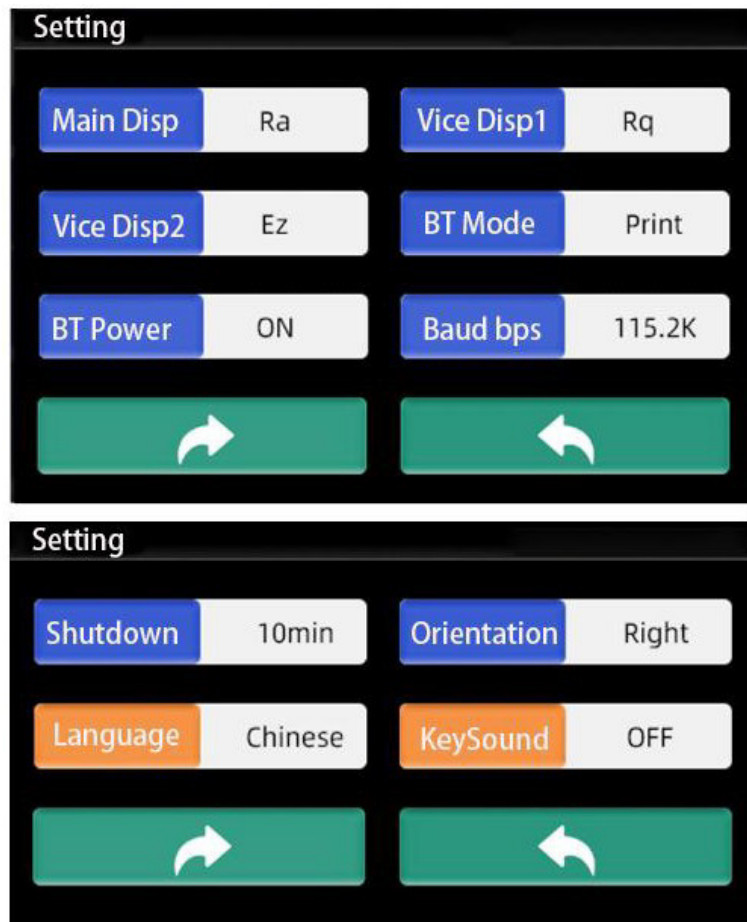 Setting
Main Disp Ra Vice Disp1 Rq
Vice Disp2 Ez BT Mode Print
BT Power ON Baud bps 115.2K
Setting
Shutdown 10min Orientation Right
Language Chinese KeySound OFF